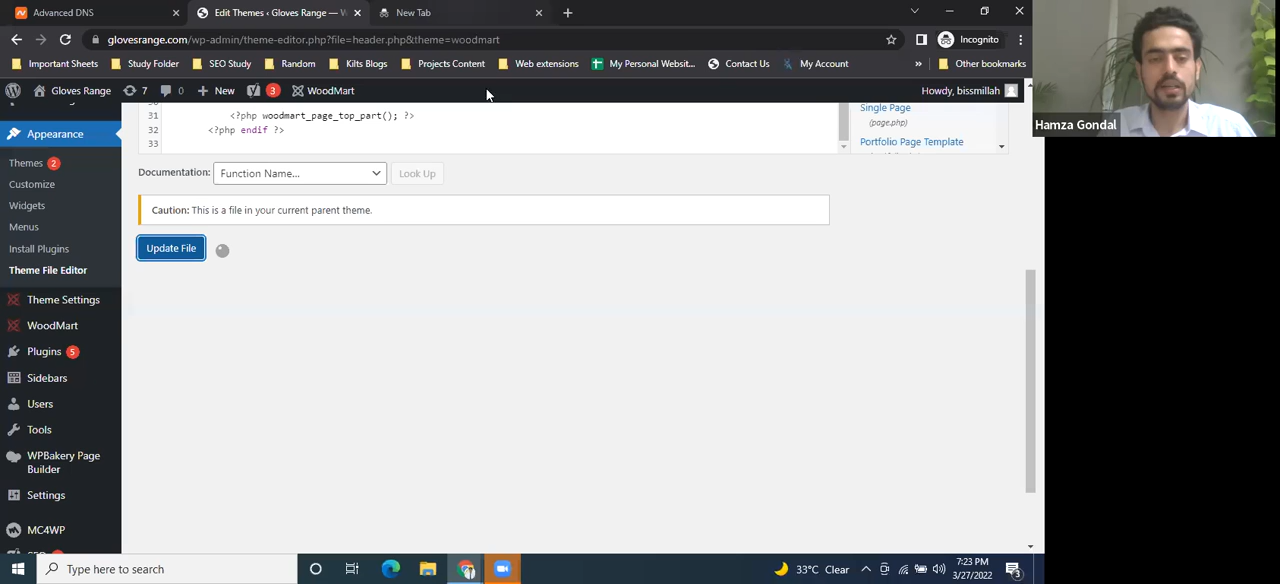 Advanced DNS
Edit Themes ‹ Gloves Range — W
New Tab
glovesrange.com/wp-admin/theme-editor.php?file=header.php&theme=woodmart
Incognito
Important Sheets
Study Folder
SEO Study
Random
Kilts Blogs
Projects Content
Web extensions
My Personal Websit...
Contact Us
My Account
»
Other bookmarks
Gloves Range
7
0
New
3
WoodMart
Howdy, bissmillah
Hamza Gondal
Appearance
Themes 2
Customize
Widgets
Menus
Install Plugins
Theme File Editor
Theme Settings
WoodMart
Plugins 5
Sidebars
Users
Tools
WPBakery Page
Builder
Settings
MC4WP
31 <?php woodmart_page_top_part(); ?>
32 <?php endif ?>
33
Single Page
(page.php)
Portfolio Page Template
Documentation:
Function Name...
Look Up
Caution: This is a file in your current parent theme.
Update File
Type here to search
33°C Clear
7:23 PM
3/27/2022
3